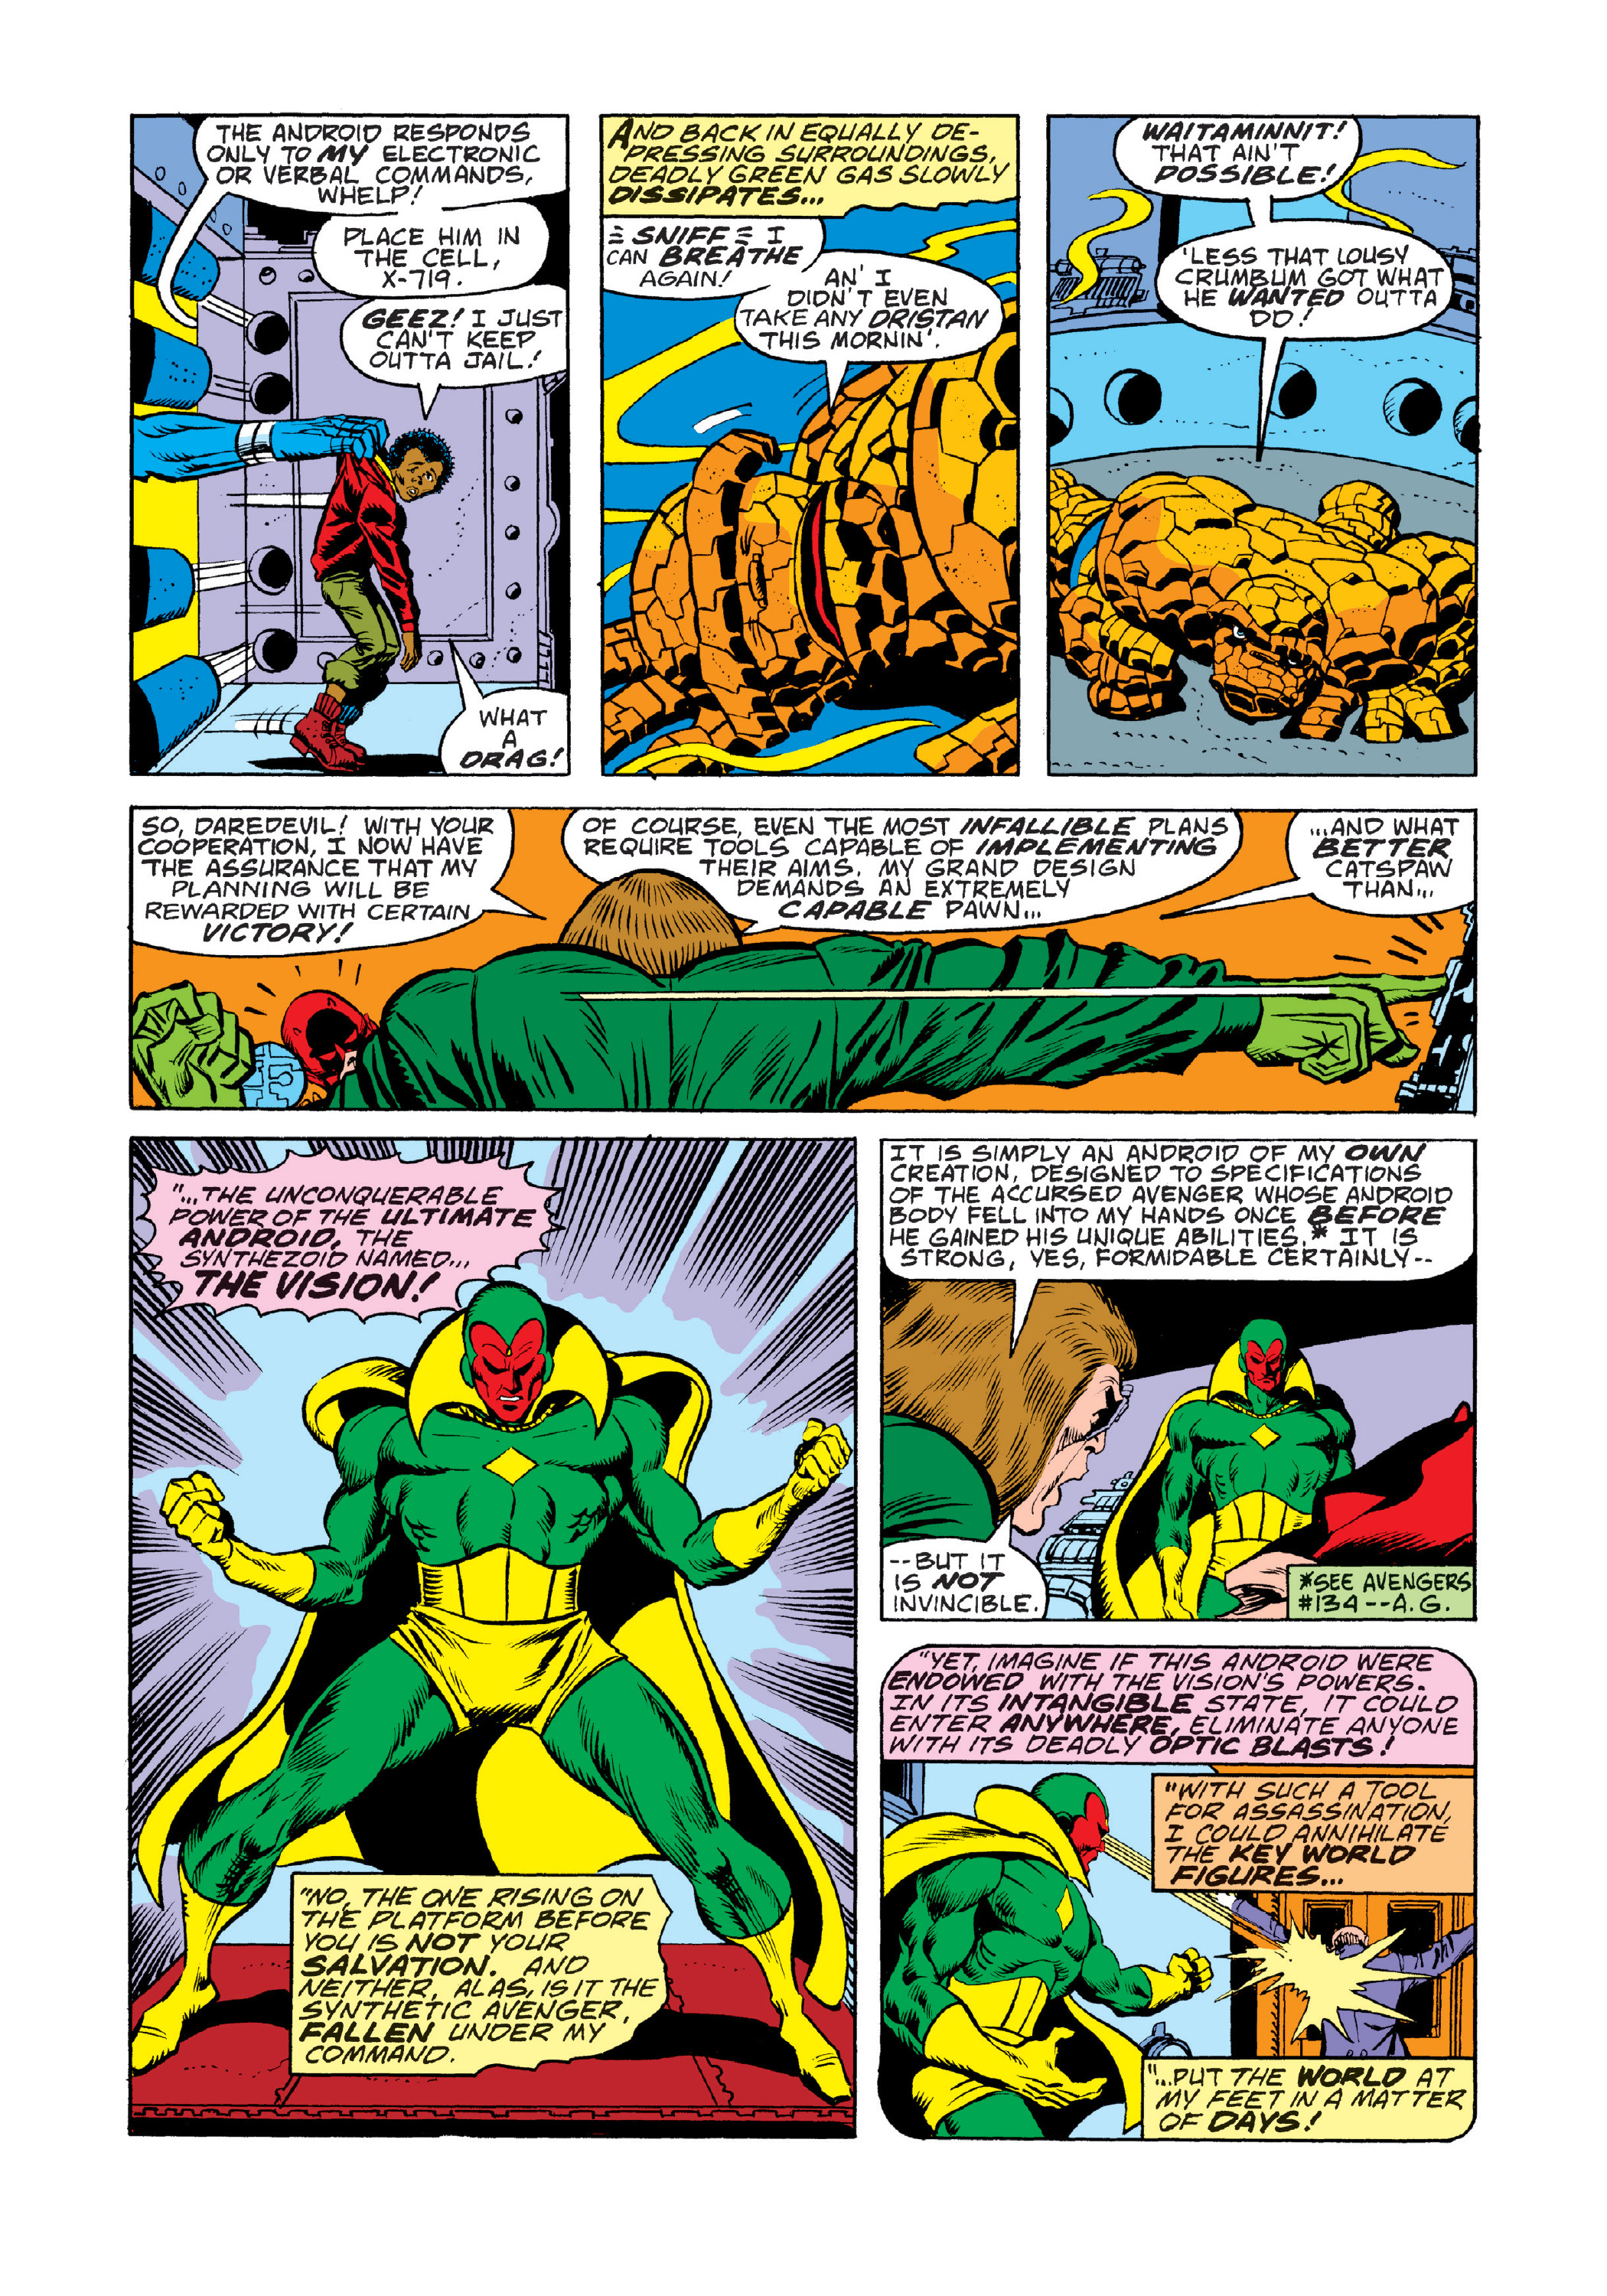 THE ANDROID RESPONDS
ONLY TO MY ELECTRONIC
OR VERBAL COMMANDS,
WHELP!
PLACE HIM IN
THE CELL,
X-719.
GEEZ! I JUST
CAN'T KEEP
OUTTA JAIL!
WHAT
A
DRAG!
AND BACK IN EQUALLY DE-
PRESSING SURROUNDINGS,
DEADLY GREEN GAS SLOWLY
DISSIPATES...
SNIFF I
CAN BREATHE
AGAIN!
AN' I
DIDN'T EVEN
TAKE ANY DRISTAN
THIS MORNIN'.
WAITAMINNIT!
THAT AIN'T
POSSIBLE!
'LESS THAT LOUSY
CRUMBUM GOT WHAT
HE WANTED OUTTA
DD!
SO, DAREDEVIL! WITH YOUR
COOPERATION, I NOW HAVE
THE ASSURANCE THAT MY
PLANNING WILL BE
REWARDED WITH CERTAIN
VICTORY!
OF COURSE, EVEN THE MOST INFALLIBLE PLANS
REQUIRE TOOLS CAPABLE OF IMPLEMENTING
THEIR AIMS. MY GRAND DESIGN
DEMANDS AN EXTREMELY
CAPABLE PAWN...
...AND WHAT
BETTER
CATSPAW
THAN...
"...THE UNCONQUERABLE
POWER OF THE ULTIMATE
ANDROID, THE
SYNTHEZOID NAMED...
THE VISION!
"NO, THE ONE RISING ON
THE PLATFORM BEFORE
YOU IS NOT YOUR
SALVATION. AND
NEITHER, ALAS, IS IT THE
SYNTHETIC AVENGER,
FALLEN UNDER MY
COMMAND.
IT IS SIMPLY AN ANDROID OF MY OWN
CREATION, DESIGNED TO SPECIFICATIONS
OF THE ACCURSED AVENGER WHOSE ANDROID
BODY FELL INTO MY HANDS ONCE BEFORE
HE GAINED HIS UNIQUE ABILITIES.* IT IS
STRONG, YES, FORMIDABLE CERTAINLY--
--BUT IT
IS NOT
INVINCIBLE.
*SEE AVENGERS
#134--A.G.
"YET, IMAGINE IF THIS ANDROID WERE
ENDOWED WITH THE VISION'S POWERS.
IN ITS INTANGIBLE STATE, IT COULD
ENTER ANYWHERE, ELIMINATE ANYONE
WITH ITS DEADLY OPTIC BLASTS!
"WITH SUCH A TOOL
FOR ASSASSINATION,
I COULD ANNIHILATE
THE KEY WORLD
FIGURES...
"...PUT THE WORLD AT
MY FEET IN A MATTER
OF DAYS!